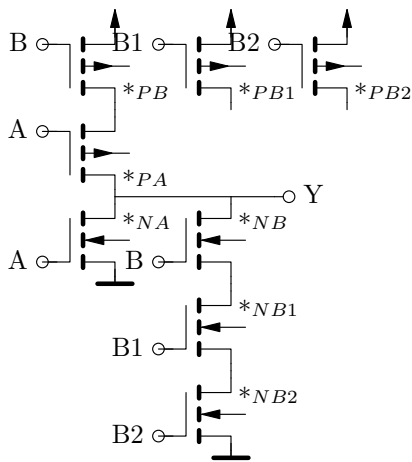 B B1 B2
*PB *PB1 *PB2
A
*PA
Y
*NA *NB
A B
*NB1
B1
*NB2
B2